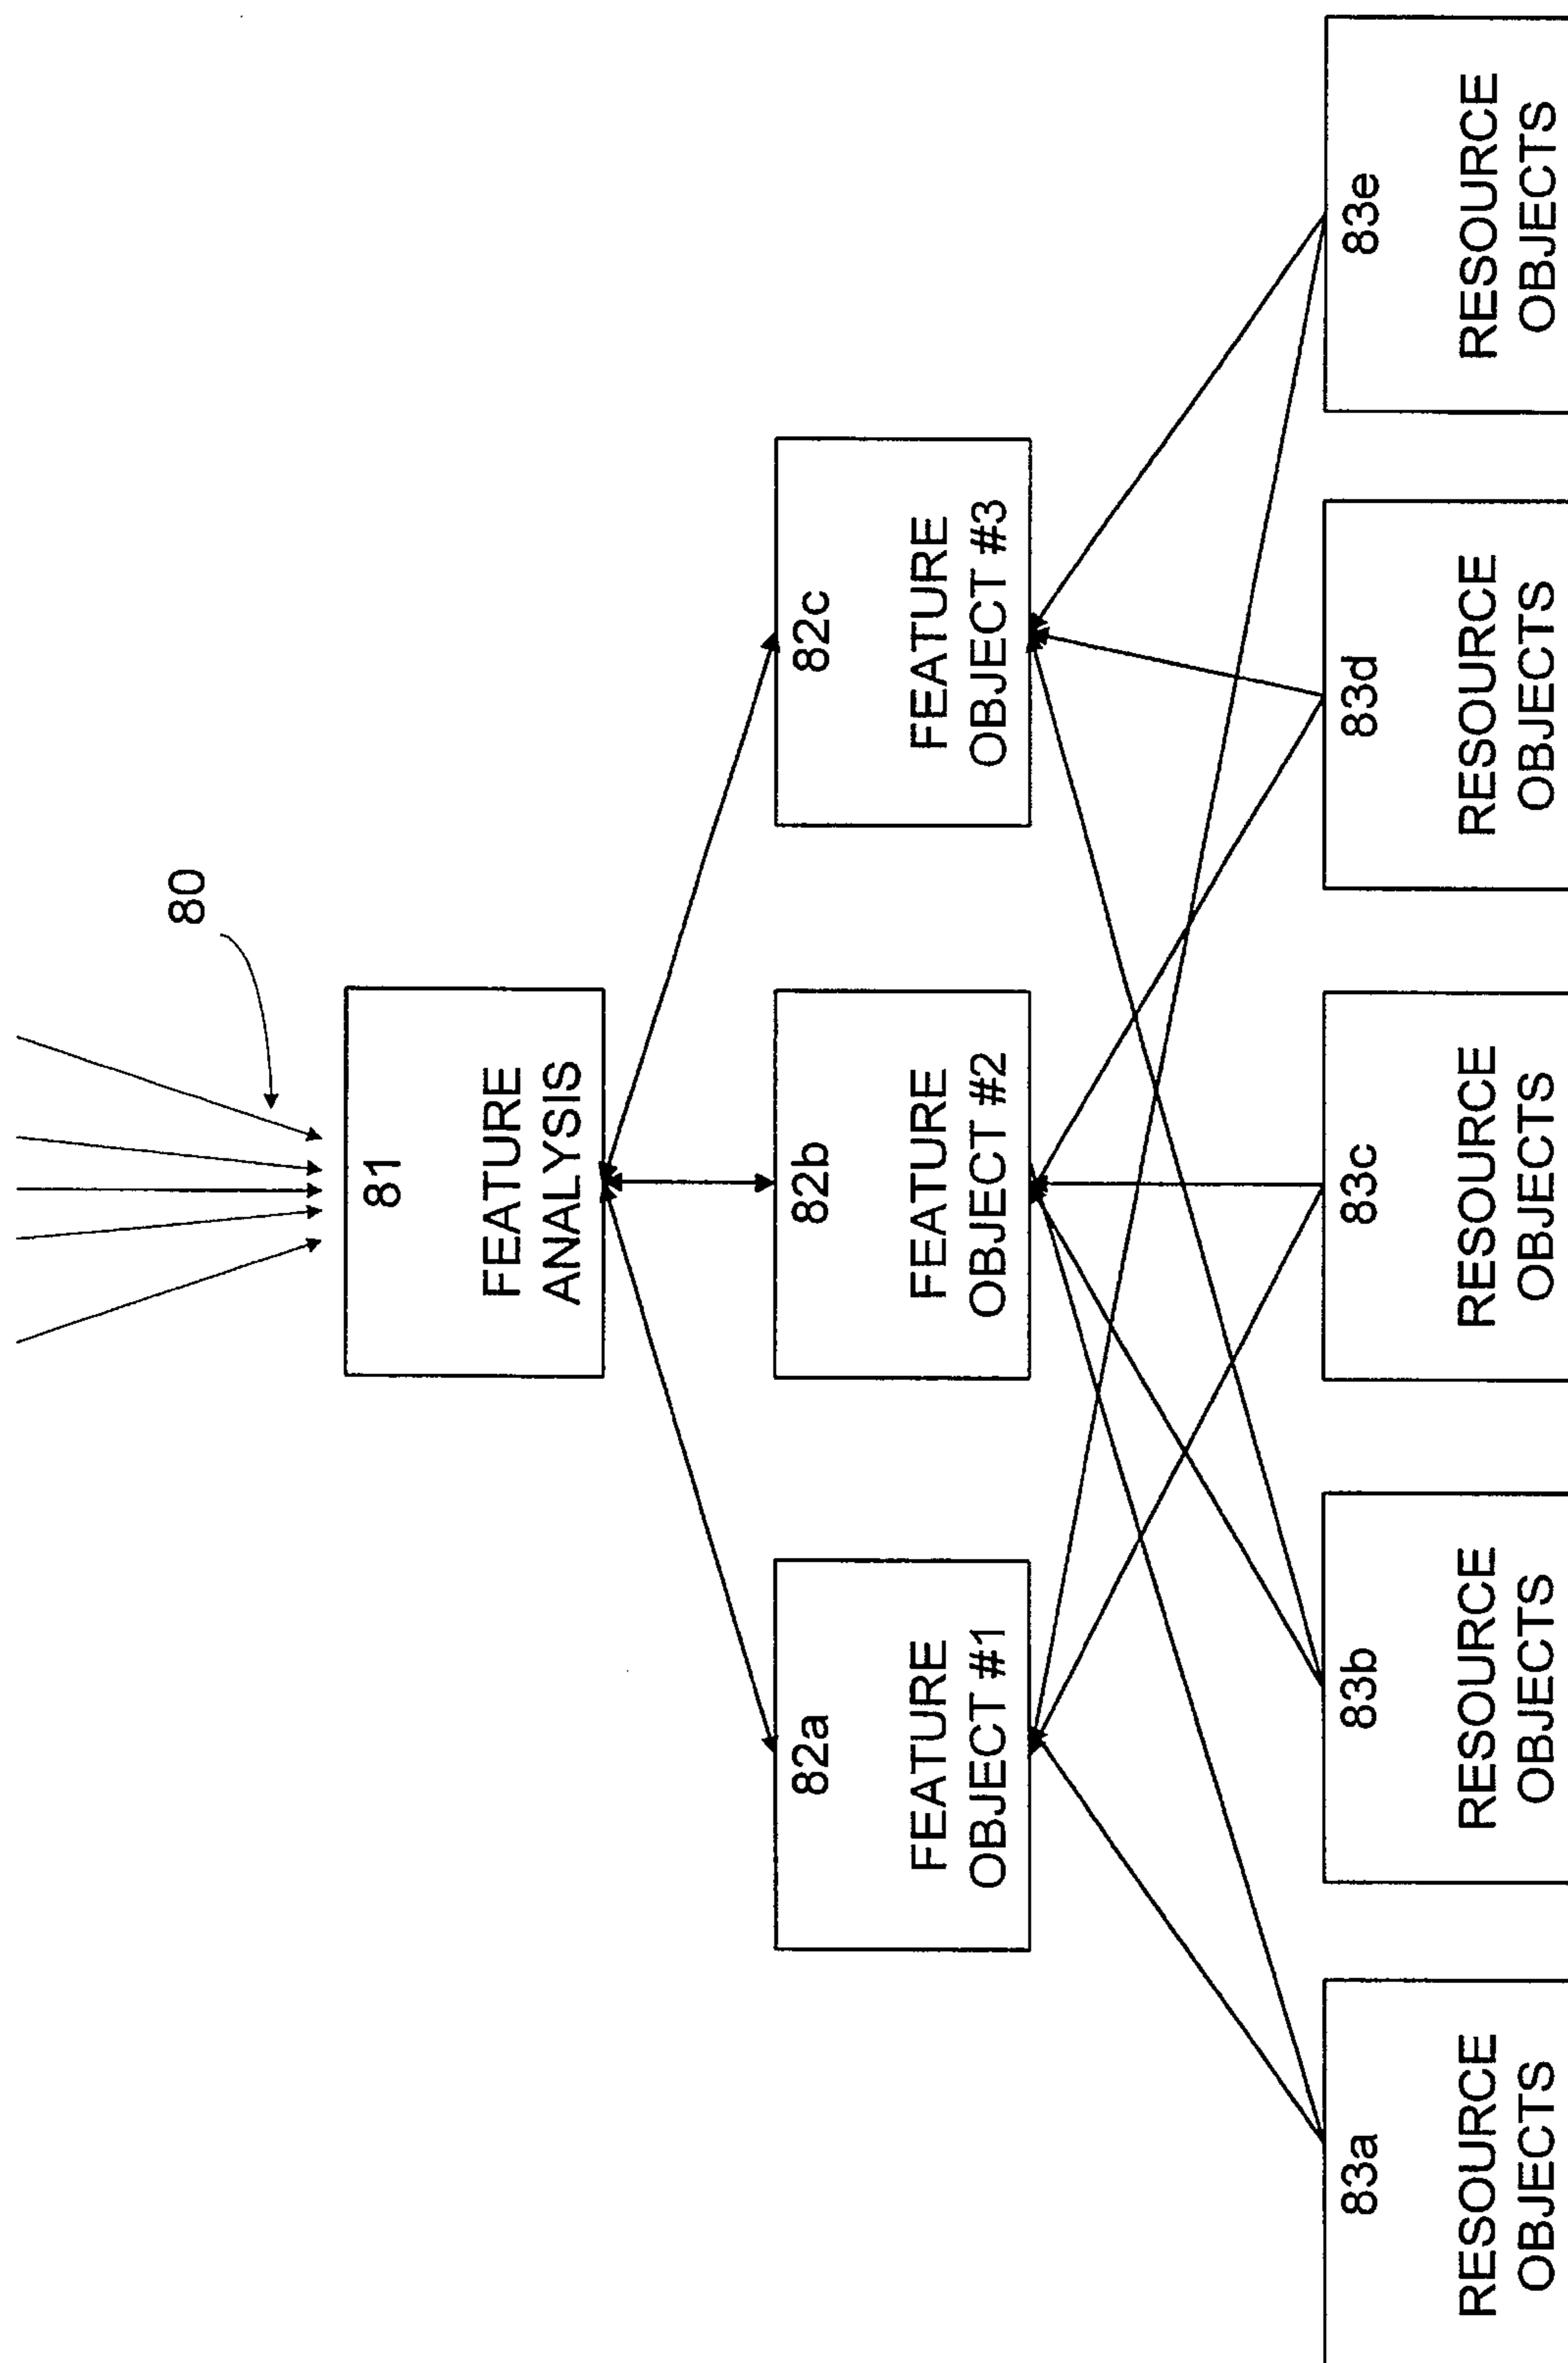 80
81
FEATURE
ANALYSIS
82a
FEATURE
OBJECT #1
82b
FEATURE
OBJECT #2
82c
FEATURE
OBJECT #3
83a
RESOURCE
OBJECTS
83b
RESOURCE
OBJECTS
83c
RESOURCE
OBJECTS
83d
RESOURCE
OBJECTS
83e
RESOURCE
OBJECTS